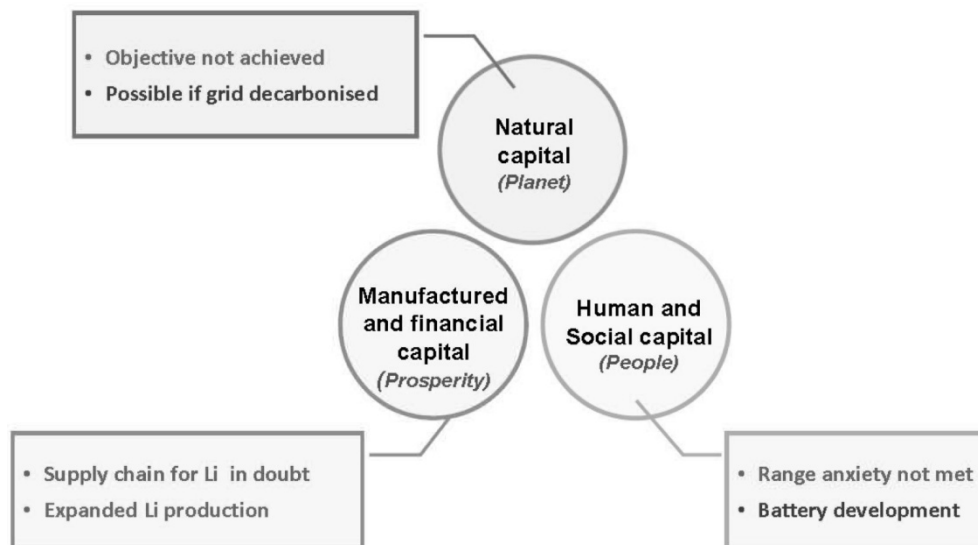 • Objective not achieved
• Possible if grid decarbonised
Natural
capital
(Planet)
Manufactured
and financial
capital
(Prosperity)
Human and
Social capital
(People)
• Supply chain for Li in doubt
• Expanded Li production
• Range anxiety not met
• Battery development